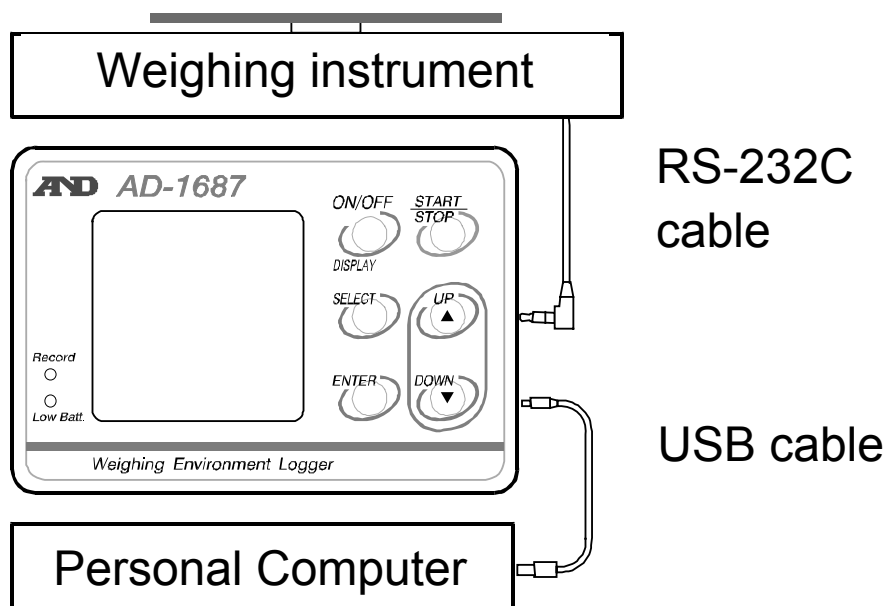 Weighing instrument
RS-232C
cable
AND AD-1687
ON/OFF
START
STOP
DISPLAY
SELECT
UP
Record
ENTER
DOWN
Low Batt.
Weighing Environment Logger
USB cable
Personal Computer